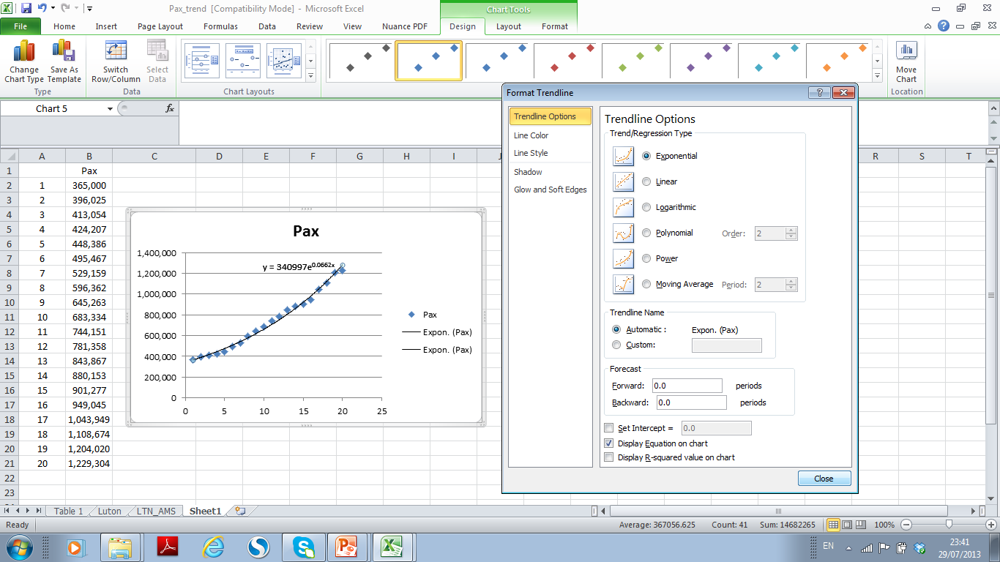 Pax_trend [Compatibility Mode] - Microsoft Excel
Chart Tools
File Home Insert Page Layout Formulas Data Review View Nuance PDF Design Layout Format
Change Chart Type
Save As Template
Switch Row/Column
Select Data
Move Chart
Type Data Chart Layouts Location
Chart 5 fx
A B C D E F G H I J R S T
1 Pax
2 1 365,000
3 2 396,025
4 3 413,054
5 4 424,207
6 5 448,386
7 6 495,467
8 7 529,159
9 8 596,362
10 9 645,263
11 10 683,334
12 11 744,151
13 12 781,358
14 13 843,867
15 14 880,153
16 15 901,277
17 16 949,045
18 17 1,043,949
19 18 1,108,674
20 19 1,204,020
21 20 1,229,304
22
23
Pax
1,400,000
1,200,000
1,000,000
800,000
600,000
400,000
200,000
0
0 5 10 15 20 25
y = 340997e0.0662x
Pax
Expon. (Pax)
Expon. (Pax)
Format Trendline
Trendline Options
Line Color
Line Style
Shadow
Glow and Soft Edges
Trendline Options
Trend/Regression Type
Exponential
Linear
Logarithmic
Polynomial Order: 2
Power
Moving Average Period: 2
Trendline Name
Automatic : Expon. (Pax)
Custom:
Forecast
Forward: 0.0 periods
Backward: 0.0 periods
Set Intercept = 0.0
Display Equation on chart
Display R-squared value on chart
Close
Table 1 Luton LTN_AMS Sheet1
Ready Average: 367056.625 Count: 41 Sum: 14682265 100%
EN 23:41
29/07/2013